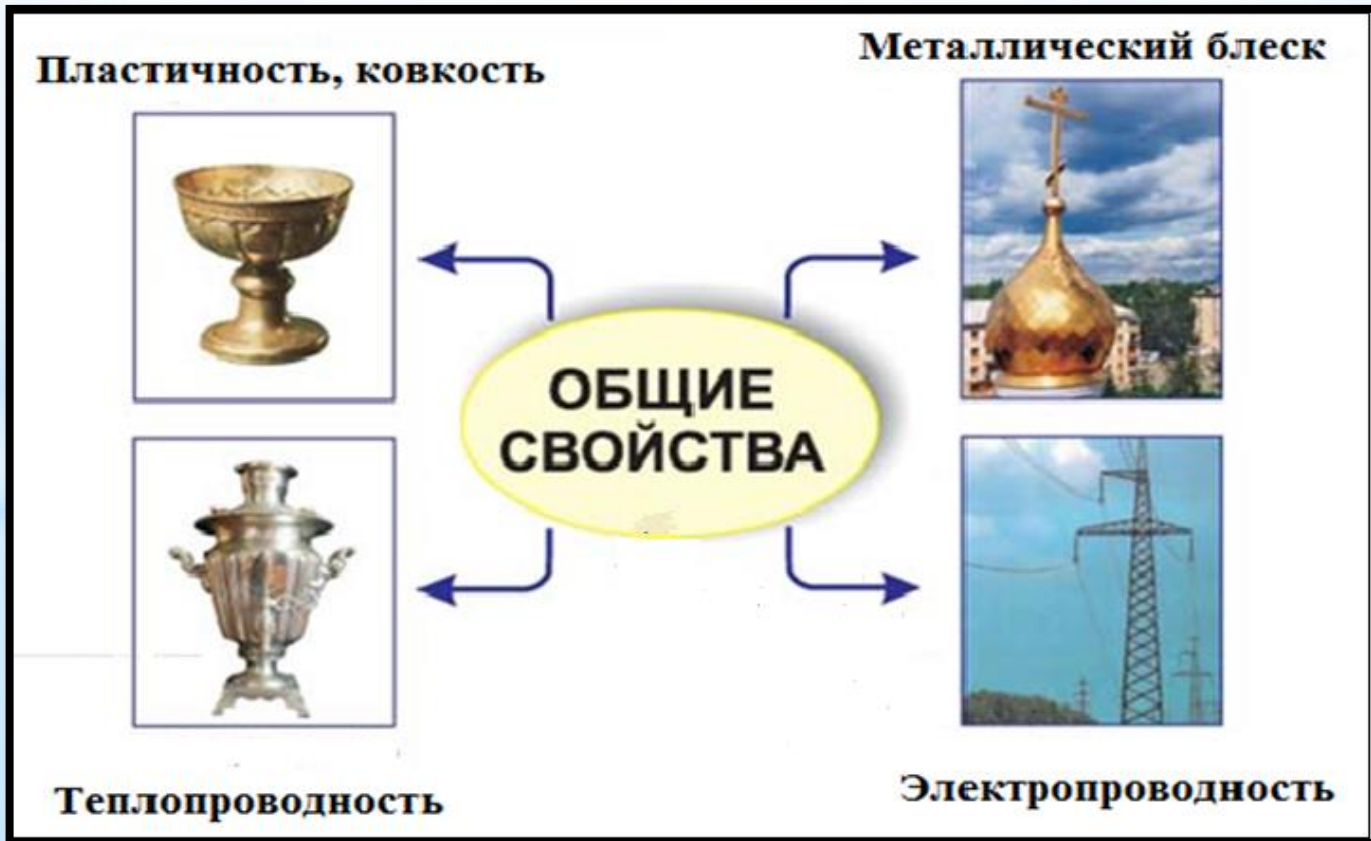 Пластичность, ковкость
Металлический блеск
ОБЩИЕ
СВОЙСТВА
Теплопроводность
Электропроводность